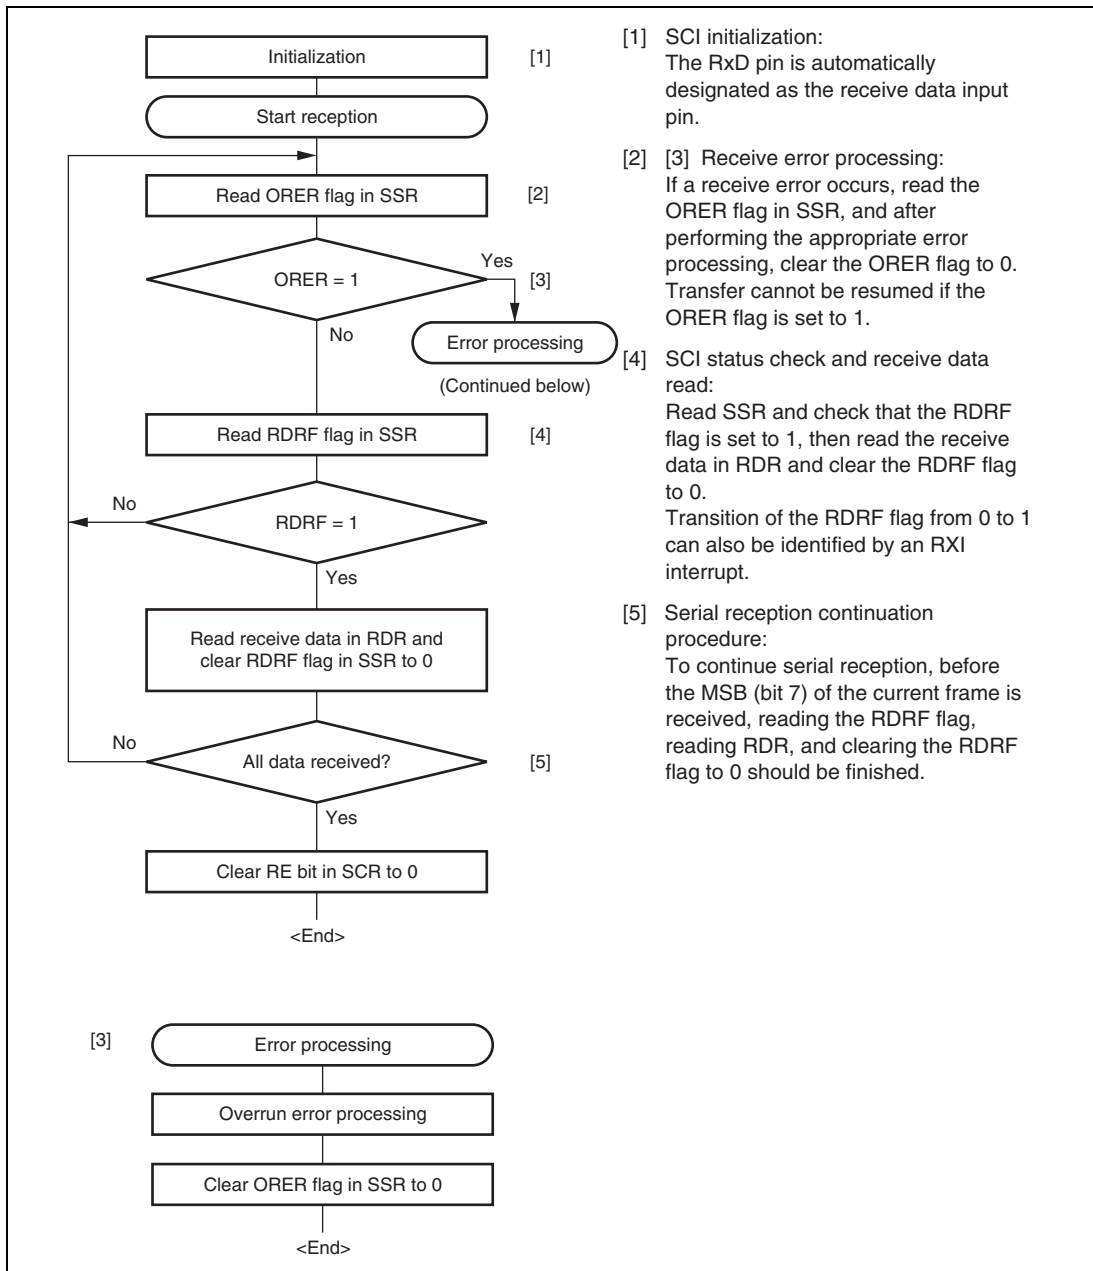 Initialization
[1]
Start reception
Read ORER flag in SSR
[2]
ORER = 1
Yes
[3]
No
Error processing
(Continued below)
Read RDRF flag in SSR
[4]
No
RDRF = 1
Yes
Read receive data in RDR and
clear RDRF flag in SSR to 0
No
All data received?
[5]
Yes
Clear RE bit in SCR to 0
<End>
[3]
Error processing
Overrun error processing
Clear ORER flag in SSR to 0
<End>
[1] SCI initialization:
The RxD pin is automatically
designated as the receive data input
pin.
[2] [3] Receive error processing:
If a receive error occurs, read the
ORER flag in SSR, and after
performing the appropriate error
processing, clear the ORER flag to 0.
Transfer cannot be resumed if the
ORER flag is set to 1.
[4] SCI status check and receive data
read:
Read SSR and check that the RDRF
flag is set to 1, then read the receive
data in RDR and clear the RDRF flag
to 0.
Transition of the RDRF flag from 0 to 1
can also be identified by an RXI
interrupt.
[5] Serial reception continuation
procedure:
To continue serial reception, before
the MSB (bit 7) of the current frame is
received, reading the RDRF flag,
reading RDR, and clearing the RDRF
flag to 0 should be finished.